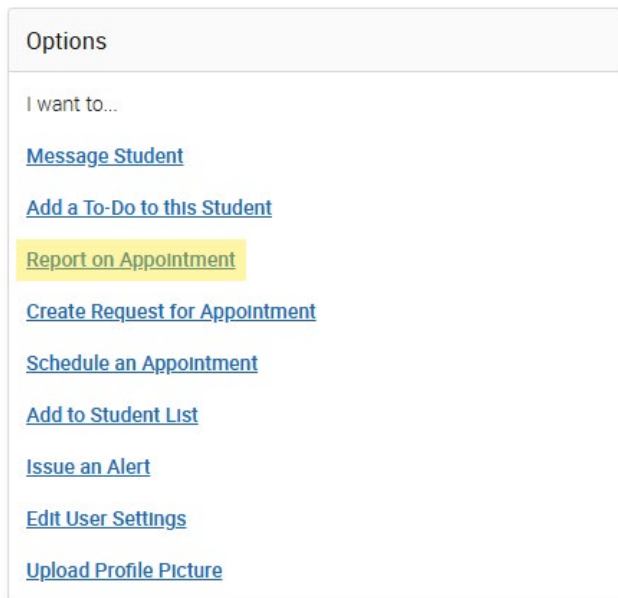 Options
I want to...
Message Student
Add a To-Do to this Student
Report on Appointment
Create Request for Appointment
Schedule an Appointment
Add to Student List
Issue an Alert
Edit User Settings
Upload Profile Picture